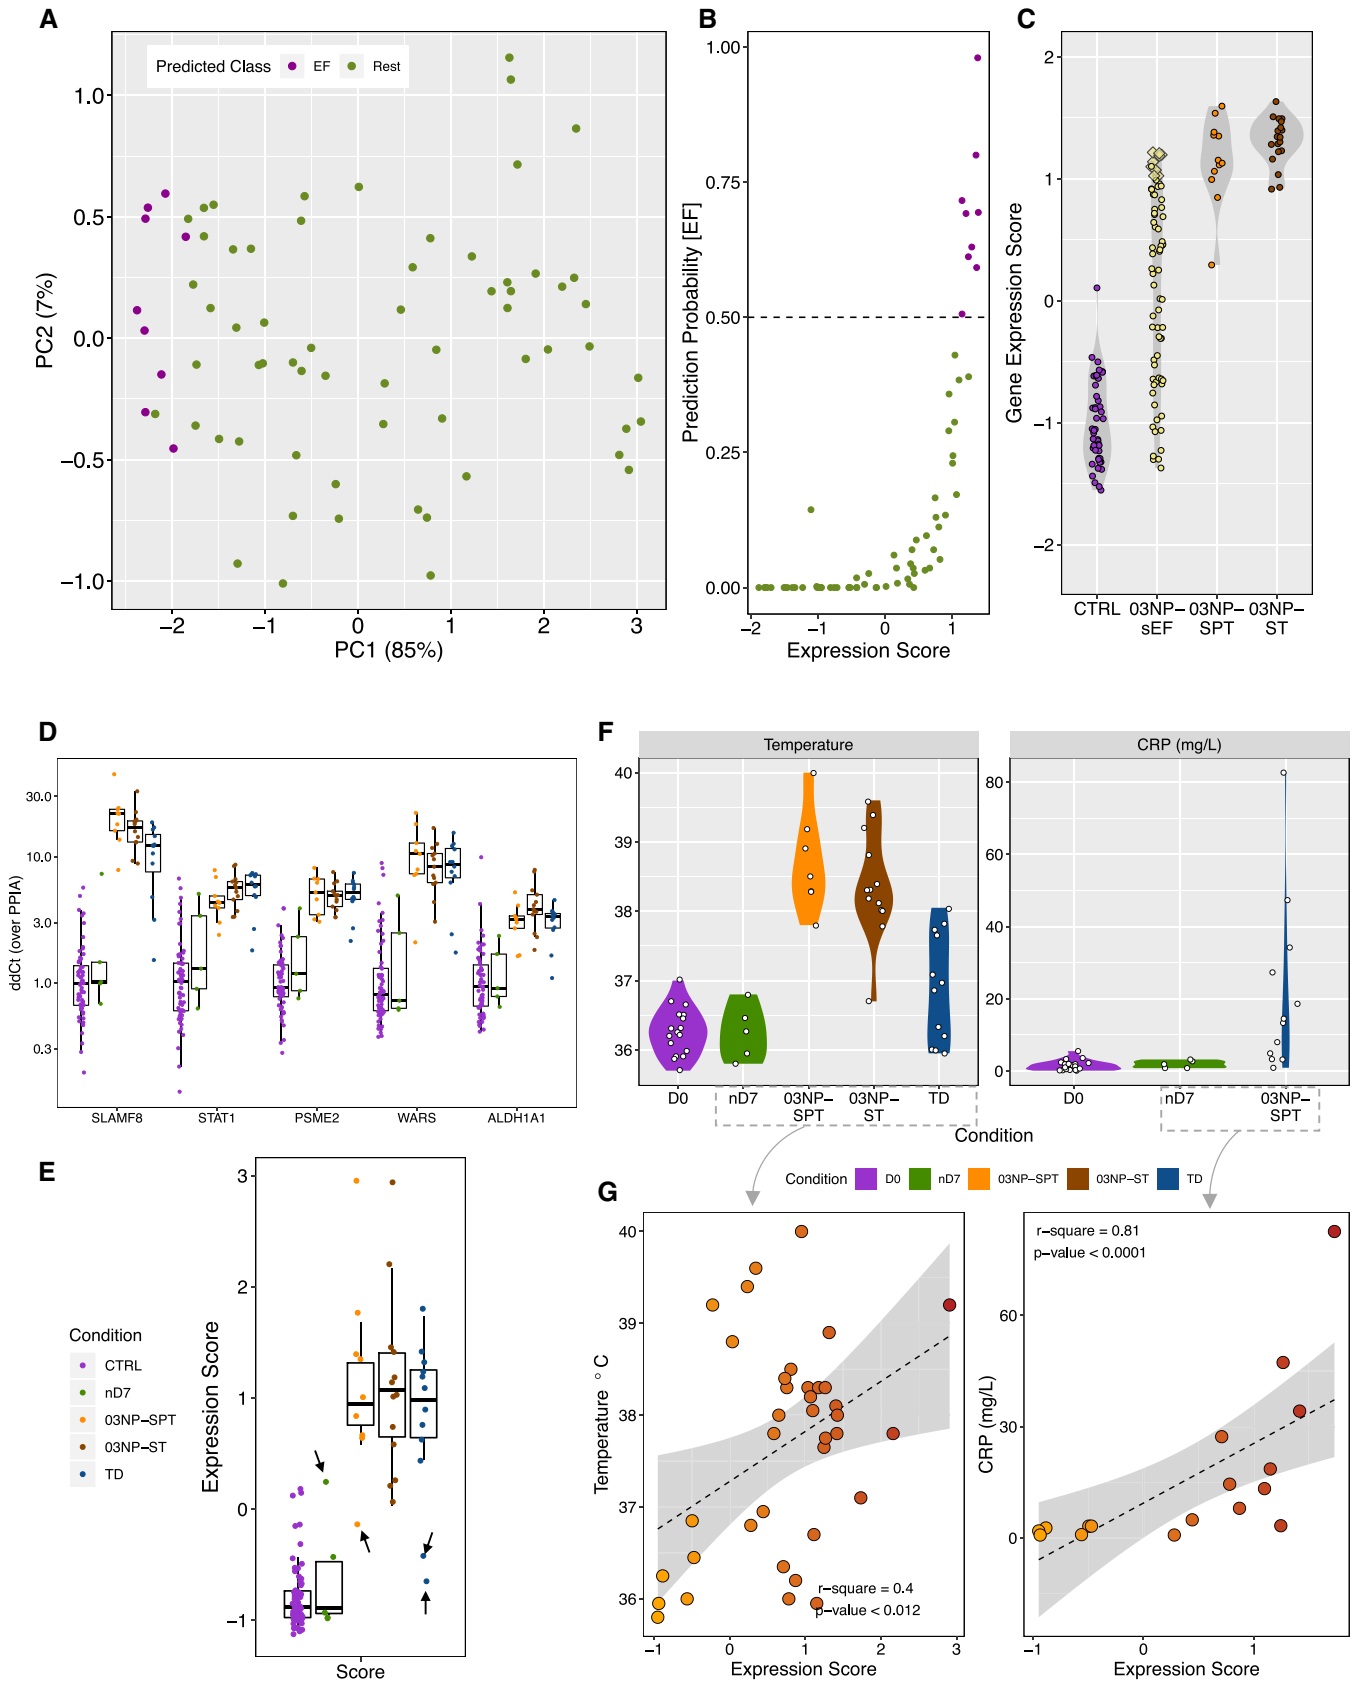 A
Predicted Class EF Rest
PC2 (7%)
1.0
0.5
0.0
−0.5
−1.0
−2 −1 0 1 2 3
PC1 (85%)
B
Prediction Probability [EF]
1.00
0.75
0.50
0.25
0.00
−2 −1 0 1
Expression Score
C
Gene Expression Score
2
1
0
−1
−2
CTRL 03NP− 03NP− 03NP−
sEF SPT ST
D
ddCt (over PPIA)
30.0
10.0
3.0
1.0
0.3
SLAMF8 STAT1 PSME2 WARS ALDH1A1
E
Condition
CTRL
nD7
03NP−SPT
03NP−ST
TD
Expression Score
3
2
1
0
−1
Score
F
Temperature
40
39
38
37
36
D0 nD7 03NP− 03NP− TD
SPT ST
CRP (mg/L)
80
60
40
20
0
D0 nD7 03NP−
SPT
Condition
Condition D0 nD7 03NP−SPT 03NP−ST TD
G
Temperature ° C
40
39
38
37
36
r−square = 0.4
p−value < 0.012
−1 0 1 2 3
Expression Score
r−square = 0.81
p−value < 0.0001
CRP (mg/L)
60
30
0
−1 0 1
Expression Score